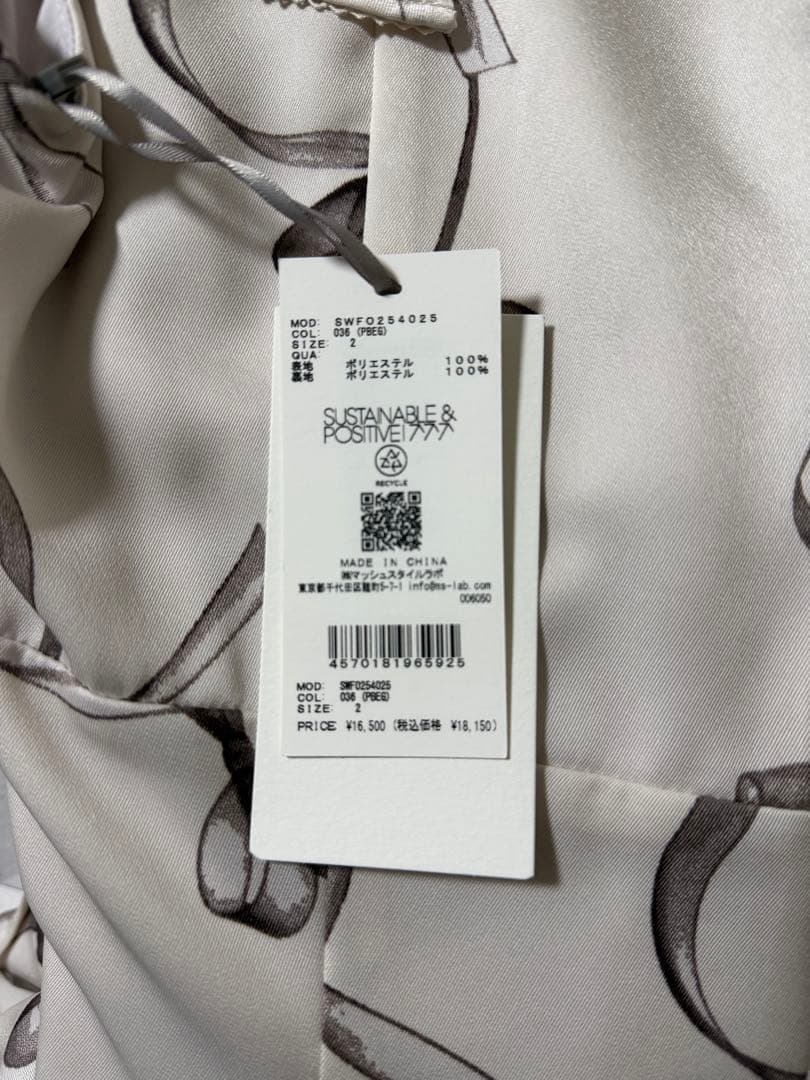 MOD: SWFO254025
COL: 036 (PBEG)
SIZE: 2
QUA:
表地 ポリエステル 100%
裏地 ポリエステル 100%
SUSTAINABLE &
POSITIVE!
RECYCLE
MADE IN CHINA
㈱マッシュスタイルラボ
東京都千代田区麹町5-7-1 info@ms-lab.com
006050
4570181965925
MOD: SWFO254025
COL: 036 (PBEG)
SIZE: 2
PRICE ¥16,500 (税込価格 ¥18,150)